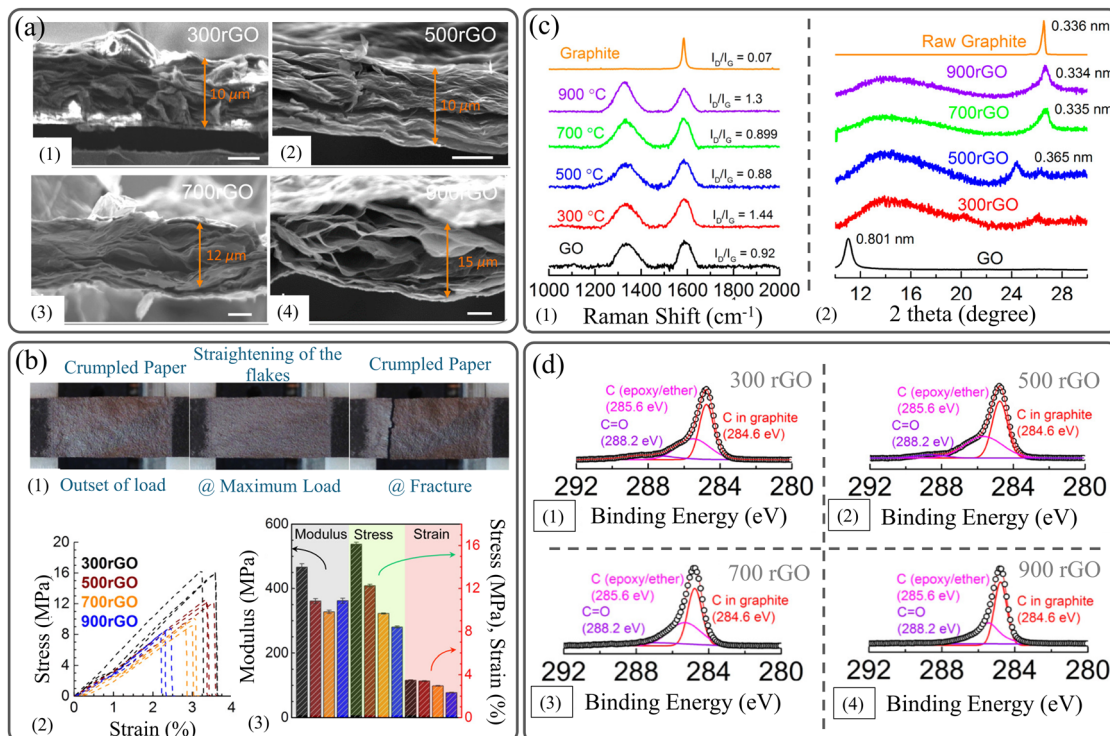 (a)
300rGO
10 μm
(1)
500rGO
10 μm
(2)
700rGO
12 μm
(3)
900rGO
15 μm
(4)
(b)
Crumpled Paper
Straightening of the
flakes
Crumpled Paper
(1)
Outset of load
@ Maximum Load
@ Fracture
Stress (MPa)
20
16
12
8
4
0
300rGO
500rGO
700rGO
900rGO
0 1 2 3 4
(2)
Strain (%)
Modulus (MPa)
600
500
400
300
200
100
0
Modulus
Stress
Strain
16
14
12
10
8
6
4
2
0
Stress (MPa), Strain (%)
(3)
(c)
Graphite
I_D/I_G = 0.07
900 °C
I_D/I_G = 1.3
700 °C
I_D/I_G = 0.899
500 °C
I_D/I_G = 0.88
300 °C
I_D/I_G = 1.44
GO
I_D/I_G = 0.92
1000 1200 1400 1600 1800 2000
(1)
Raman Shift (cm⁻¹)
0.336 nm
Raw Graphite
900rGO
0.334 nm
700rGO
0.335 nm
500rGO
0.365 nm
300rGO
0.801 nm
GO
10 14 18 22 26
(2)
2 theta (degree)
(d)
300 rGO
C (epoxy/ether)
(285.6 eV)
C=O
(288.2 eV)
C in graphite
(284.6 eV)
292 288 284 280
(1)
Binding Energy (eV)
500 rGO
C (epoxy/ether)
(285.6 eV)
C=O
(288.2 eV)
C in graphite
(284.6 eV)
292 288 284 280
Binding Energy (eV)
(2)
700 rGO
C (epoxy/ether)
(285.6 eV)
C=O
(288.2 eV)
C in graphite
(284.6 eV)
292 288 284 280
(3)
Binding Energy (eV)
900 rGO
C (epoxy/ether)
(285.6 eV)
C=O
(288.2 eV)
C in graphite
(284.6 eV)
292 288 284 280
(4)
Binding Energy (eV)